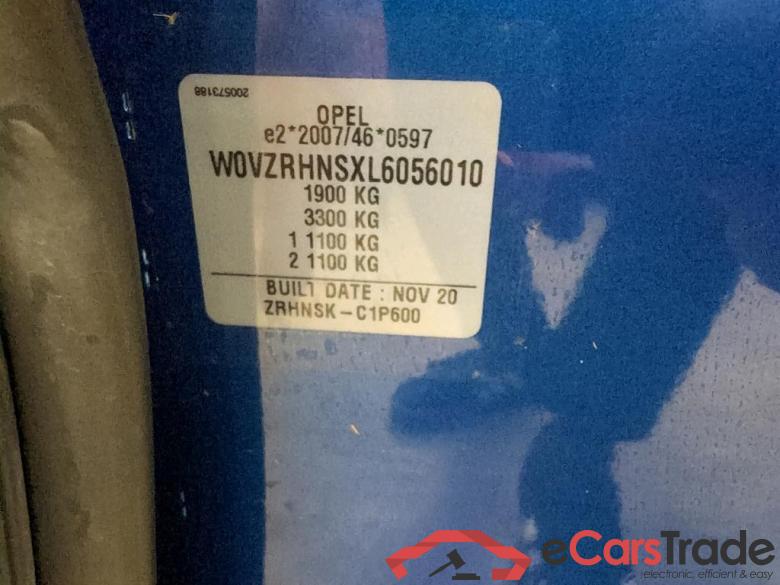 200573188
OPEL
e2*2007/46*0597
W0VZRHNSXL6056010
1900 KG
3300 KG
1 1100 KG
2 1100 KG
BUILT DATE : NOV 20
ZRHNSK-C1P600
eCarsTrade
electronic, efficient & easy